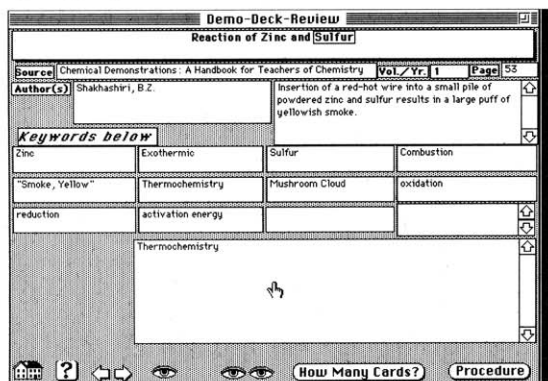 Demo-Deck-Review
Reaction of Zinc and Sulfur
Source Chemical Demonstrations: A Handbook for Teachers of Chemistry Vol./Yr. 1 Page 53
Author(s) Shakhashiri, B.Z.
Insertion of a red-hot wire into a small pile of
powdered zinc and sulfur results in a large puff of
yellowish smoke.
Keywords below
Zinc Exothermic Sulfur Combustion
"Smoke, Yellow" Thermochemistry Mushroom Cloud oxidation
reduction activation energy
Thermochemistry
? How Many Cards? Procedure